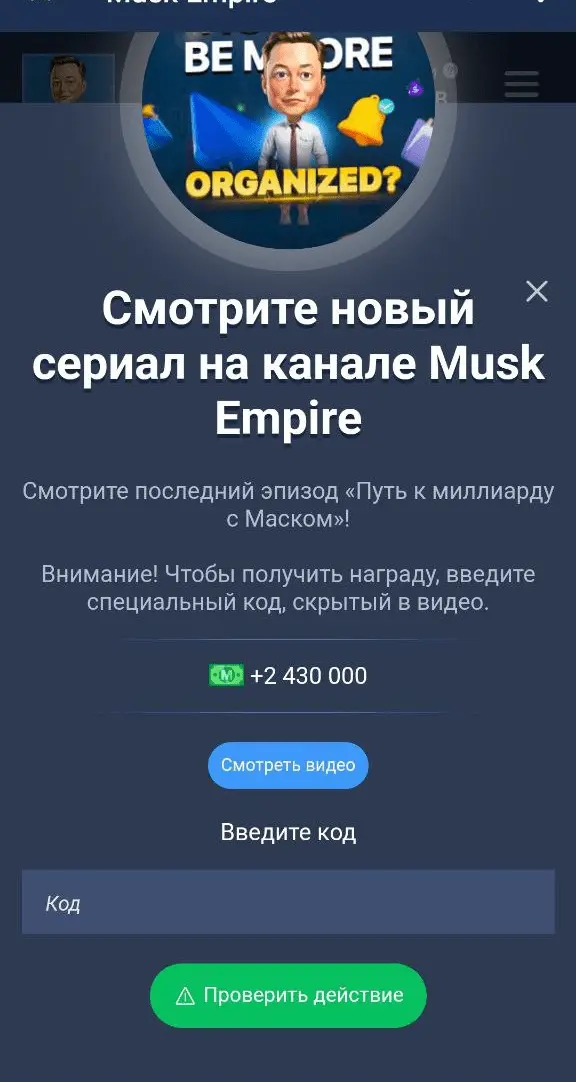 Musk Empire
BE MORE
ORGANIZED?
Смотрите новый
сериал на канале Musk
Empire
Смотрите последний эпизод «Путь к миллиарду
с Маском»!
Внимание! Чтобы получить награду, введите
специальный код, скрытый в видео.
+2 430 000
Смотреть видео
Введите код
Код
Проверить действие